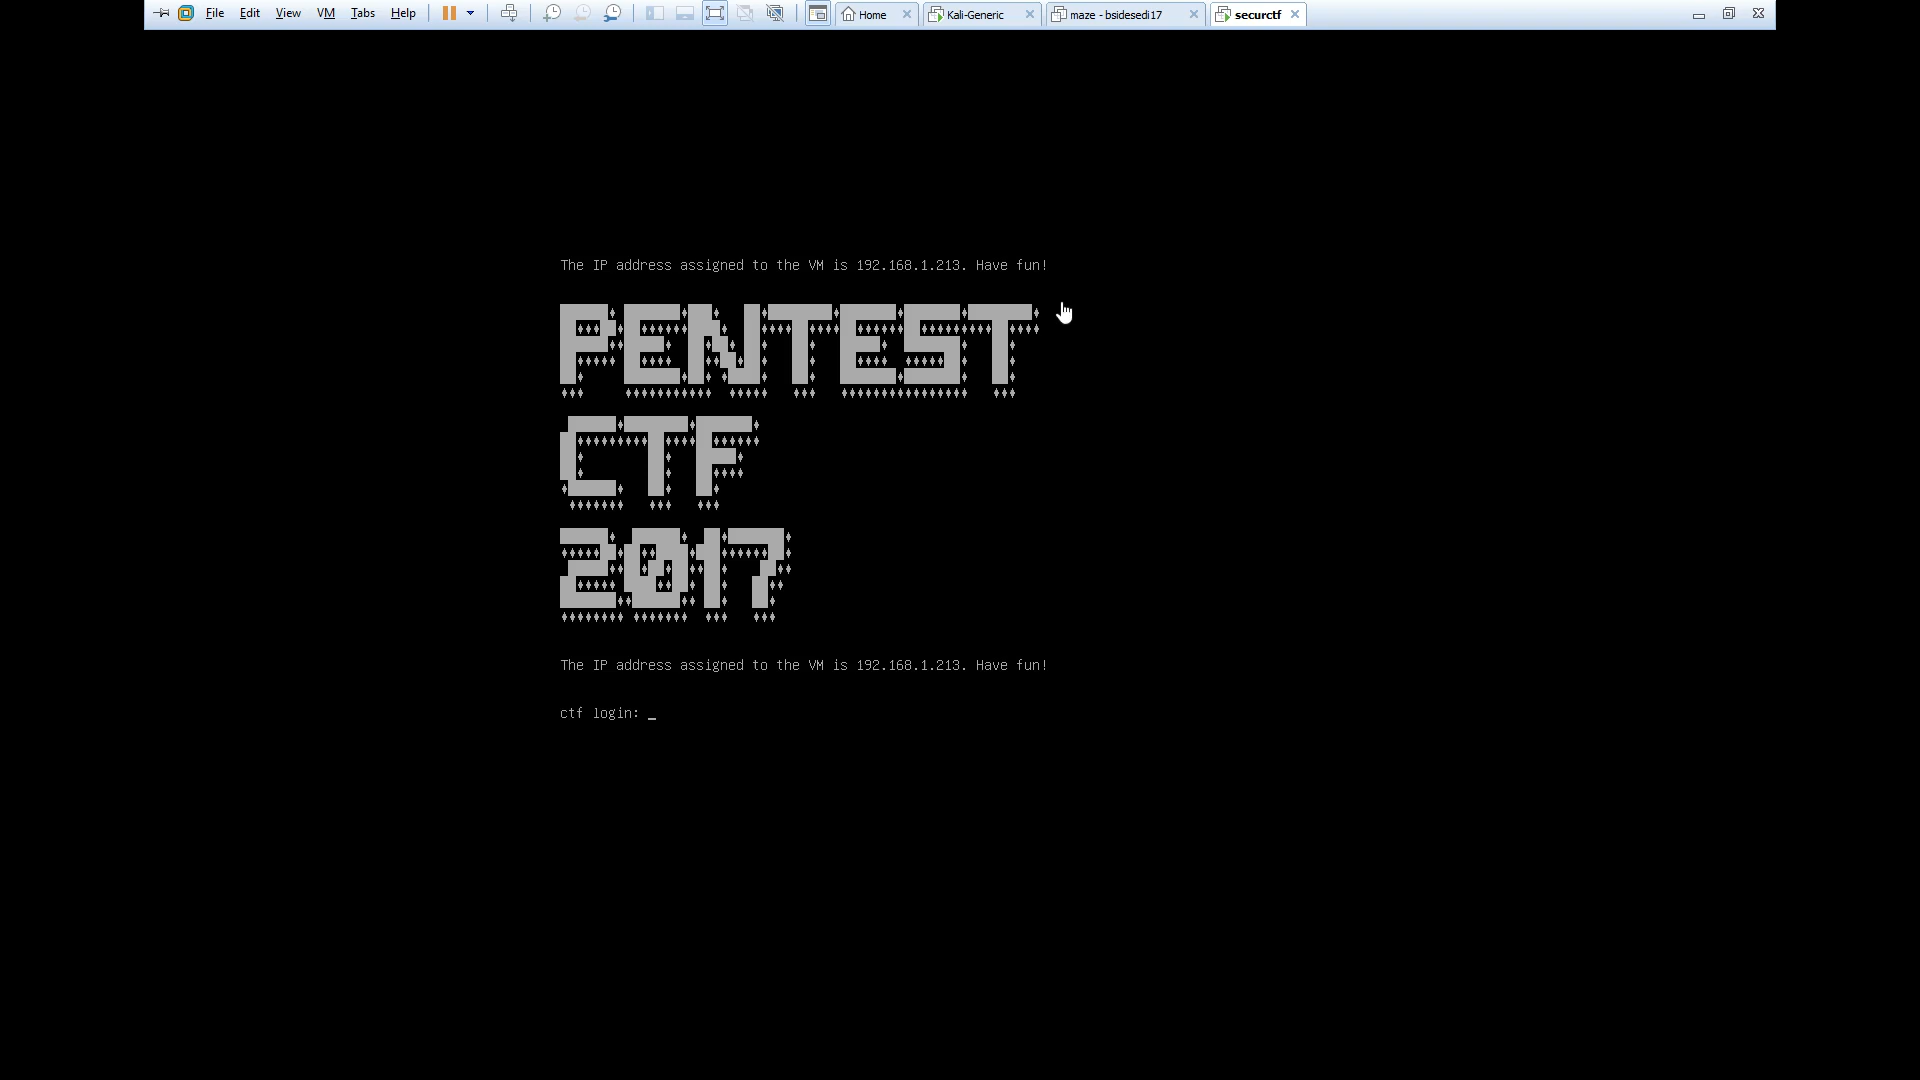 File Edit View VM Tabs Help Home Kali-Generic maze - bsidesedi17 securctf
The IP address assigned to the VM is 192.168.1.213. Have fun!
PENTEST
CTF
2017
The IP address assigned to the VM is 192.168.1.213. Have fun!
ctf login: _